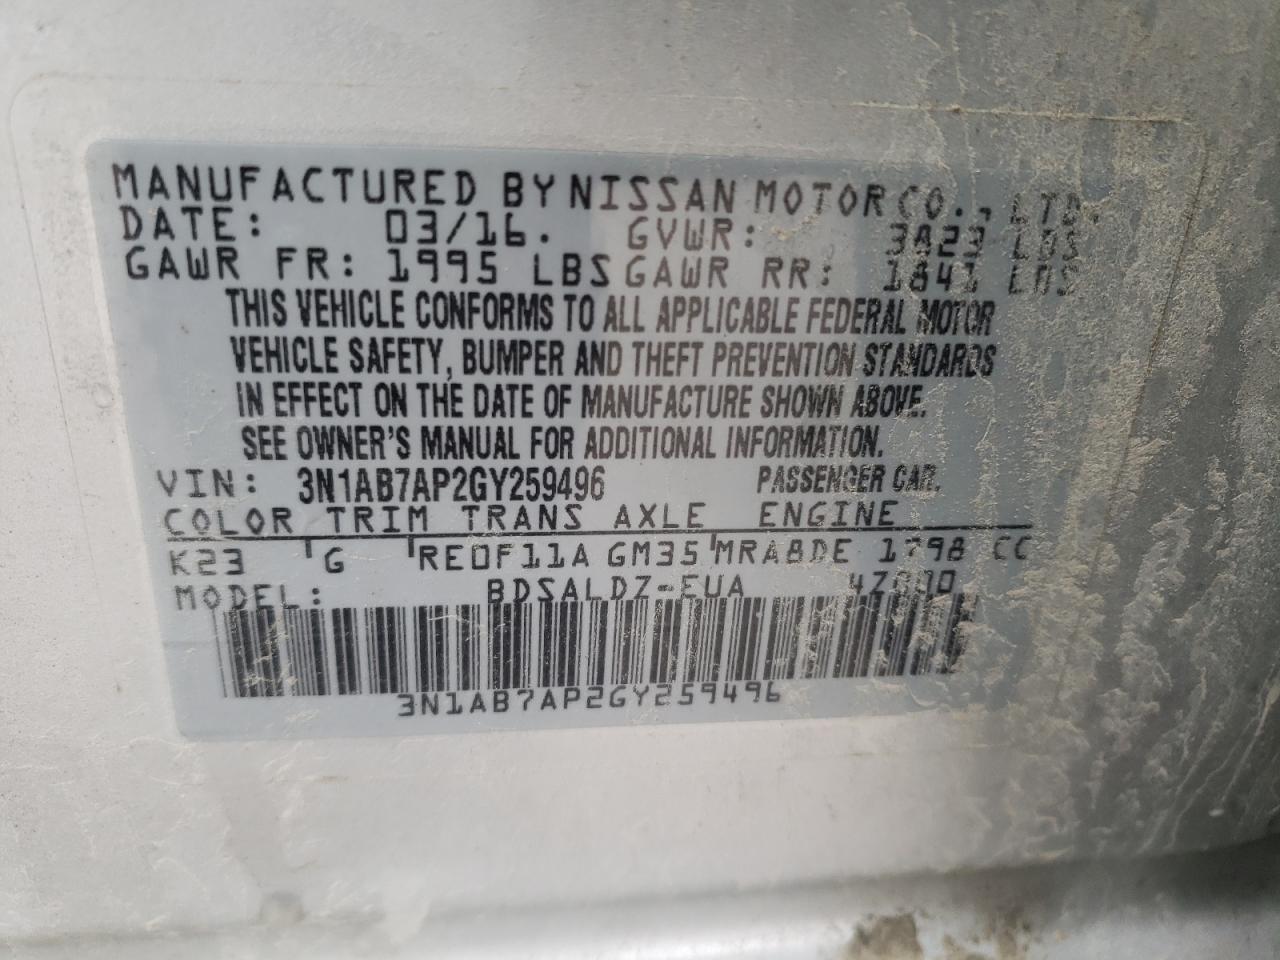 MANUFACTURED BY NISSAN MOTOR CO., LTD.
DATE: 03/16. GVWR: LBS
GAWR FR: 1995 LBS GAWR RR: 1841 LBS
THIS VEHICLE CONFORMS TO ALL APPLICABLE FEDERAL MOTOR
VEHICLE SAFETY, BUMPER AND THEFT PREVENTION STANDARDS
IN EFFECT ON THE DATE OF MANUFACTURE SHOWN ABOVE.
SEE OWNER'S MANUAL FOR ADDITIONAL INFORMATION.
VIN: 3N1AB7AP2GY259496 PASSENGER CAR.
COLOR TRIM TRANS AXLE ENGINE
K23 G RE0F11A GM35 MRA8DE 1798 CC
MODEL: BDSALDZ-EUA
3N1AB7AP2GY259496